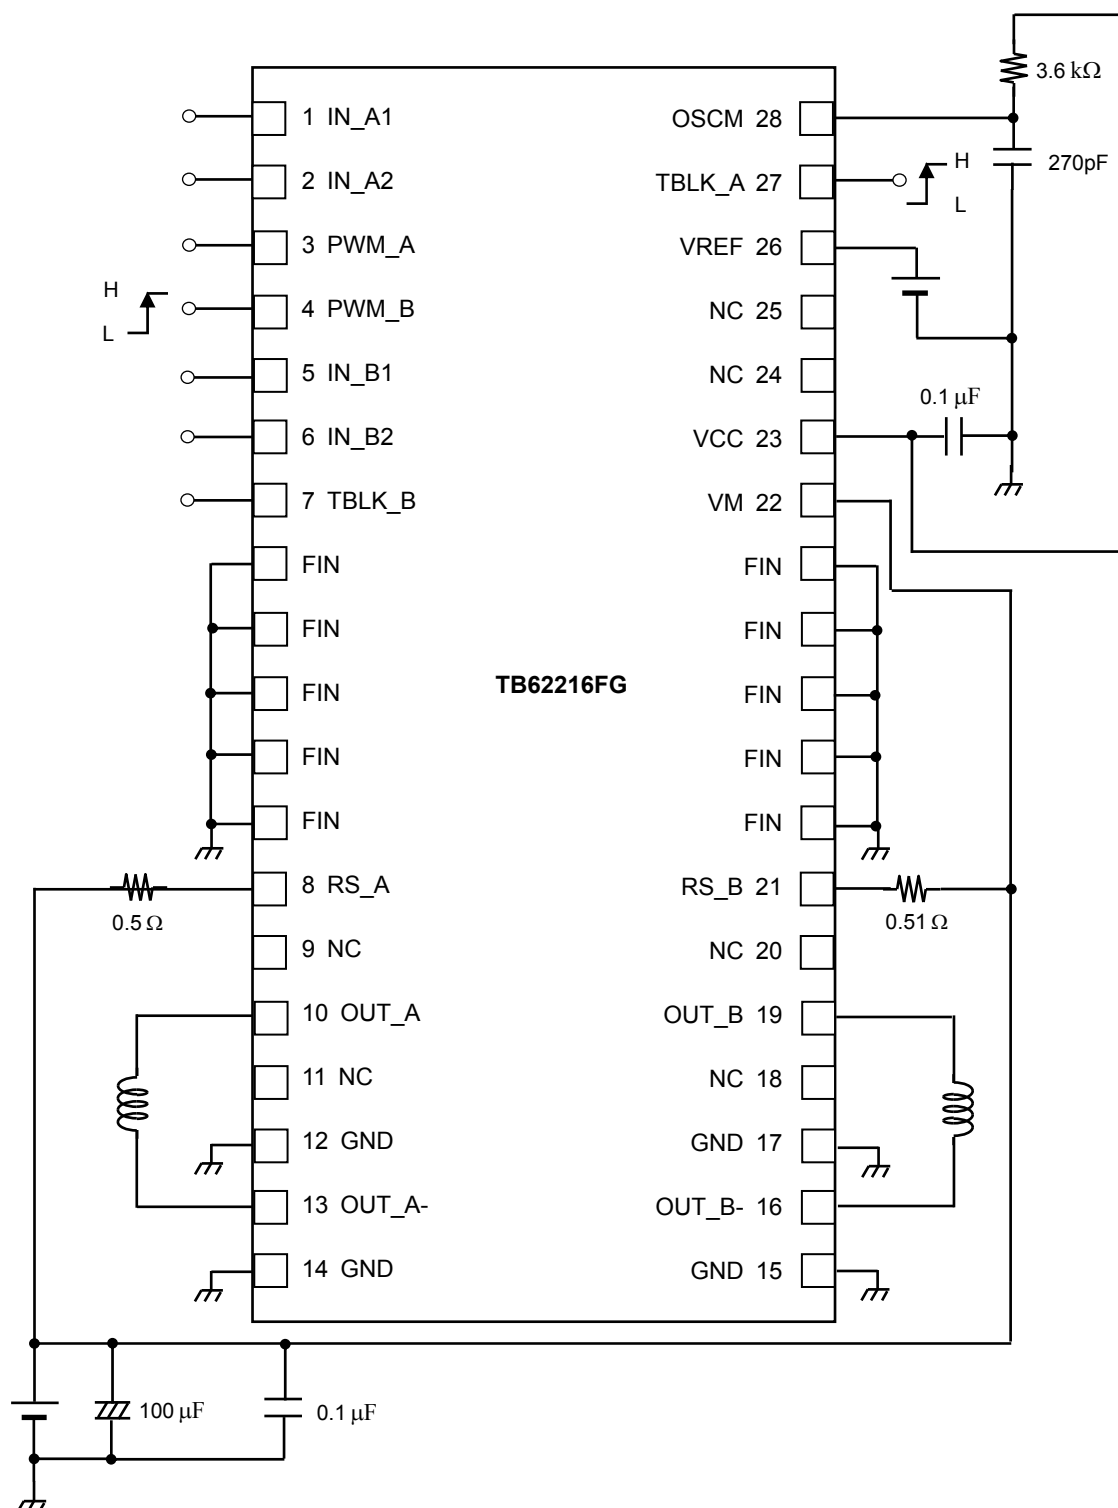 3.6 kΩ
1 IN_A1
OSCM 28
270pF
2 IN_A2
TBLK_A 27
H
L
3 PWM_A
VREF 26
H
L
4 PWM_B
NC 25
5 IN_B1
NC 24
0.1 µF
6 IN_B2
VCC 23
7 TBLK_B
VM 22
FIN
FIN
FIN
FIN
TB62216FG
FIN
FIN
FIN
FIN
FIN
FIN
8 RS_A
RS_B 21
0.5 Ω
0.51 Ω
9 NC
NC 20
10 OUT_A
OUT_B 19
11 NC
NC 18
12 GND
GND 17
13 OUT_A-
OUT_B- 16
14 GND
GND 15
100 µF
0.1 µF